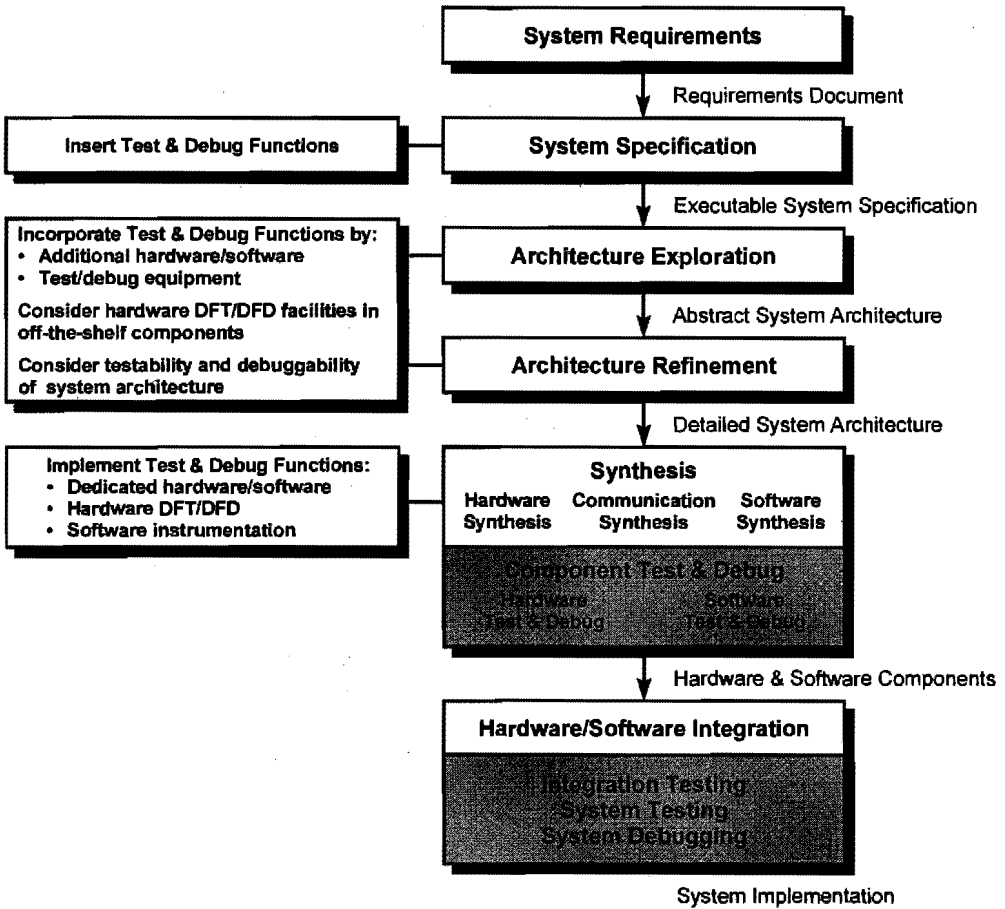 System Requirements
Requirements Document
Insert Test & Debug Functions
System Specification
Executable System Specification
Incorporate Test & Debug Functions by:
• Additional hardware/software
• Test/debug equipment
Consider hardware DFT/DFD facilities in
off-the-shelf components
Consider testability and debuggability
of system architecture
Architecture Exploration
Abstract System Architecture
Architecture Refinement
Detailed System Architecture
Implement Test & Debug Functions:
• Dedicated hardware/software
• Hardware DFT/DFD
• Software instrumentation
Synthesis
Hardware Communication Software
Synthesis Synthesis Synthesis
Component Test & Debug
Hardware Software
Test & Debug Test & Debug
Hardware & Software Components
Hardware/Software Integration
Integration Testing
System Testing
System Debugging
System Implementation